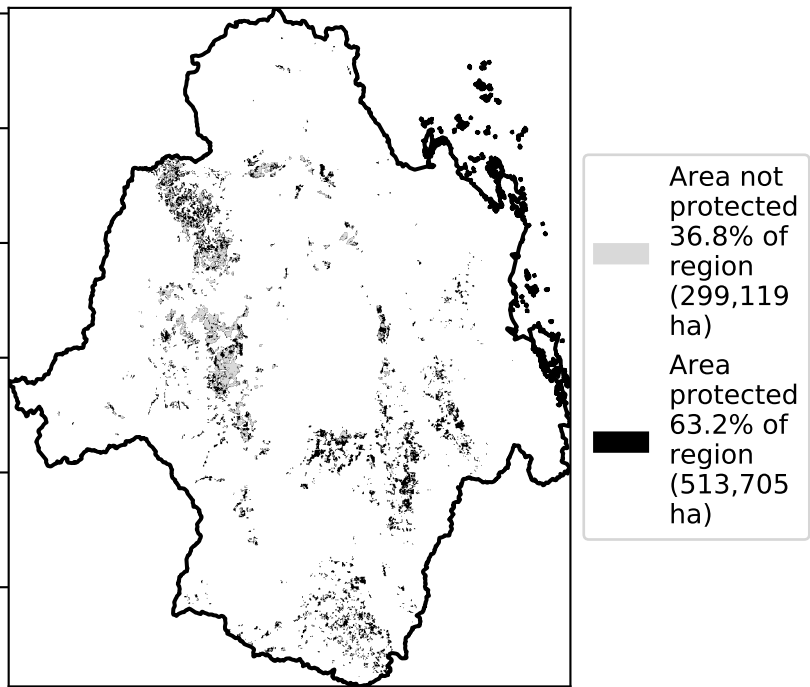 Area not
protected
36.8% of
region
(299,119
ha)
Area
protected
63.2% of
region
(513,705
ha)